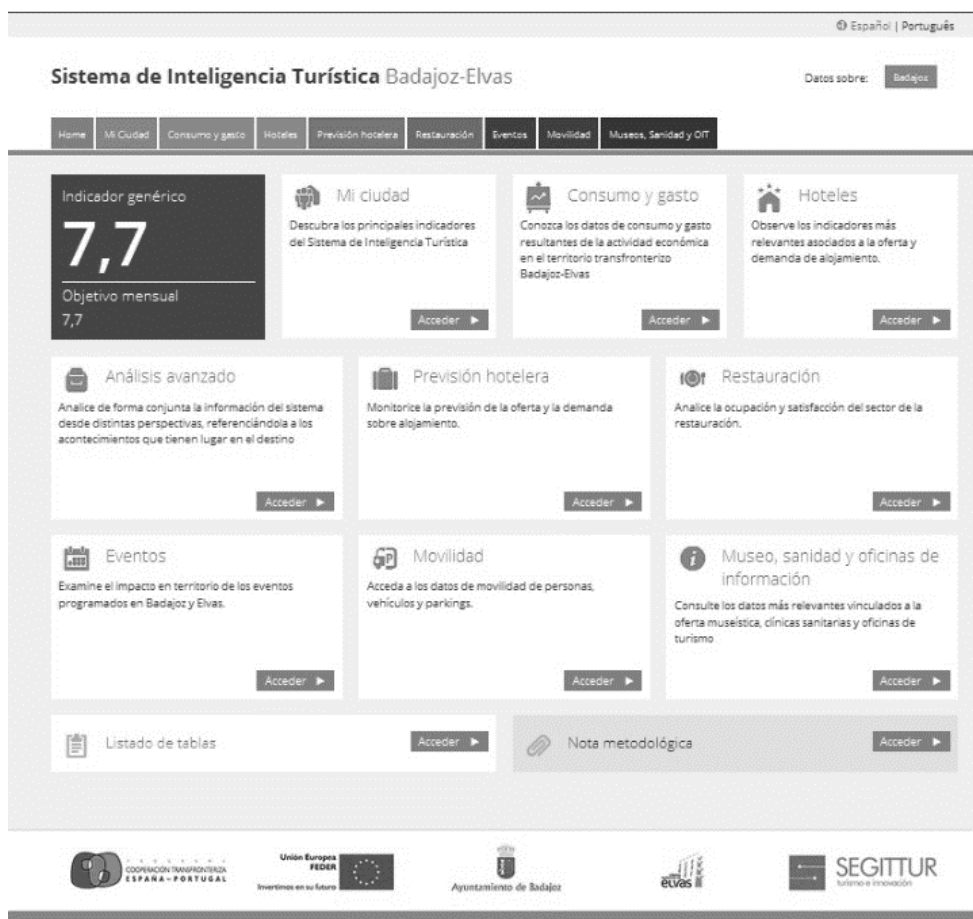 Español | Português
Sistema de Inteligencia Turística Badajoz-Elvas
Datos sobre:
Badajoz
Home
Mi Ciudad
Consumo y gasto
Hoteles
Previsión hotelera
Restauración
Eventos
Movilidad
Museos, Sanidad y OIT
Indicador genérico
7,7
Objetivo mensual
7,7
Mi ciudad
Descubra los principales indicadores
del Sistema de Inteligencia Turística
Acceder
Consumo y gasto
Conozca los datos de consumo y gasto
resultantes de la actividad económica
en el territorio transfronterizo
Badajoz-Elvas
Acceder
Hoteles
Observe los indicadores más
relevantes asociados a la oferta y
demanda de alojamiento.
Acceder
Análisis avanzado
Analice de forma conjunta la información del sistema
desde distintas perspectivas, referenciándola a los
acontecimientos que tienen lugar en el destino
Acceder
Previsión hotelera
Monitorice la previsión de la oferta y la demanda
sobre alojamiento.
Acceder
Restauración
Analice la ocupación y satisfacción del sector de la
restauración.
Acceder
Eventos
Examine el impacto en territorio de los eventos
programados en Badajoz y Elvas.
Acceder
Movilidad
Acceda a los datos de movilidad de personas,
vehículos y parkings.
Acceder
Museo, sanidad y oficinas de
información
Consulte los datos más relevantes vinculados a la
oferta museística, clínicas sanitarias y oficinas de
turismo
Acceder
Listado de tablas
Acceder
Nota metodológica
Acceder
PROGRAMA
COOPERACIÓN TRANSFRONTERIZA
ESPAÑA-PORTUGAL
Unión Europea
FEDER
Invertimos en su futuro
Ayuntamiento de Badajoz
elvas
SEGITTUR
turismo e innovación